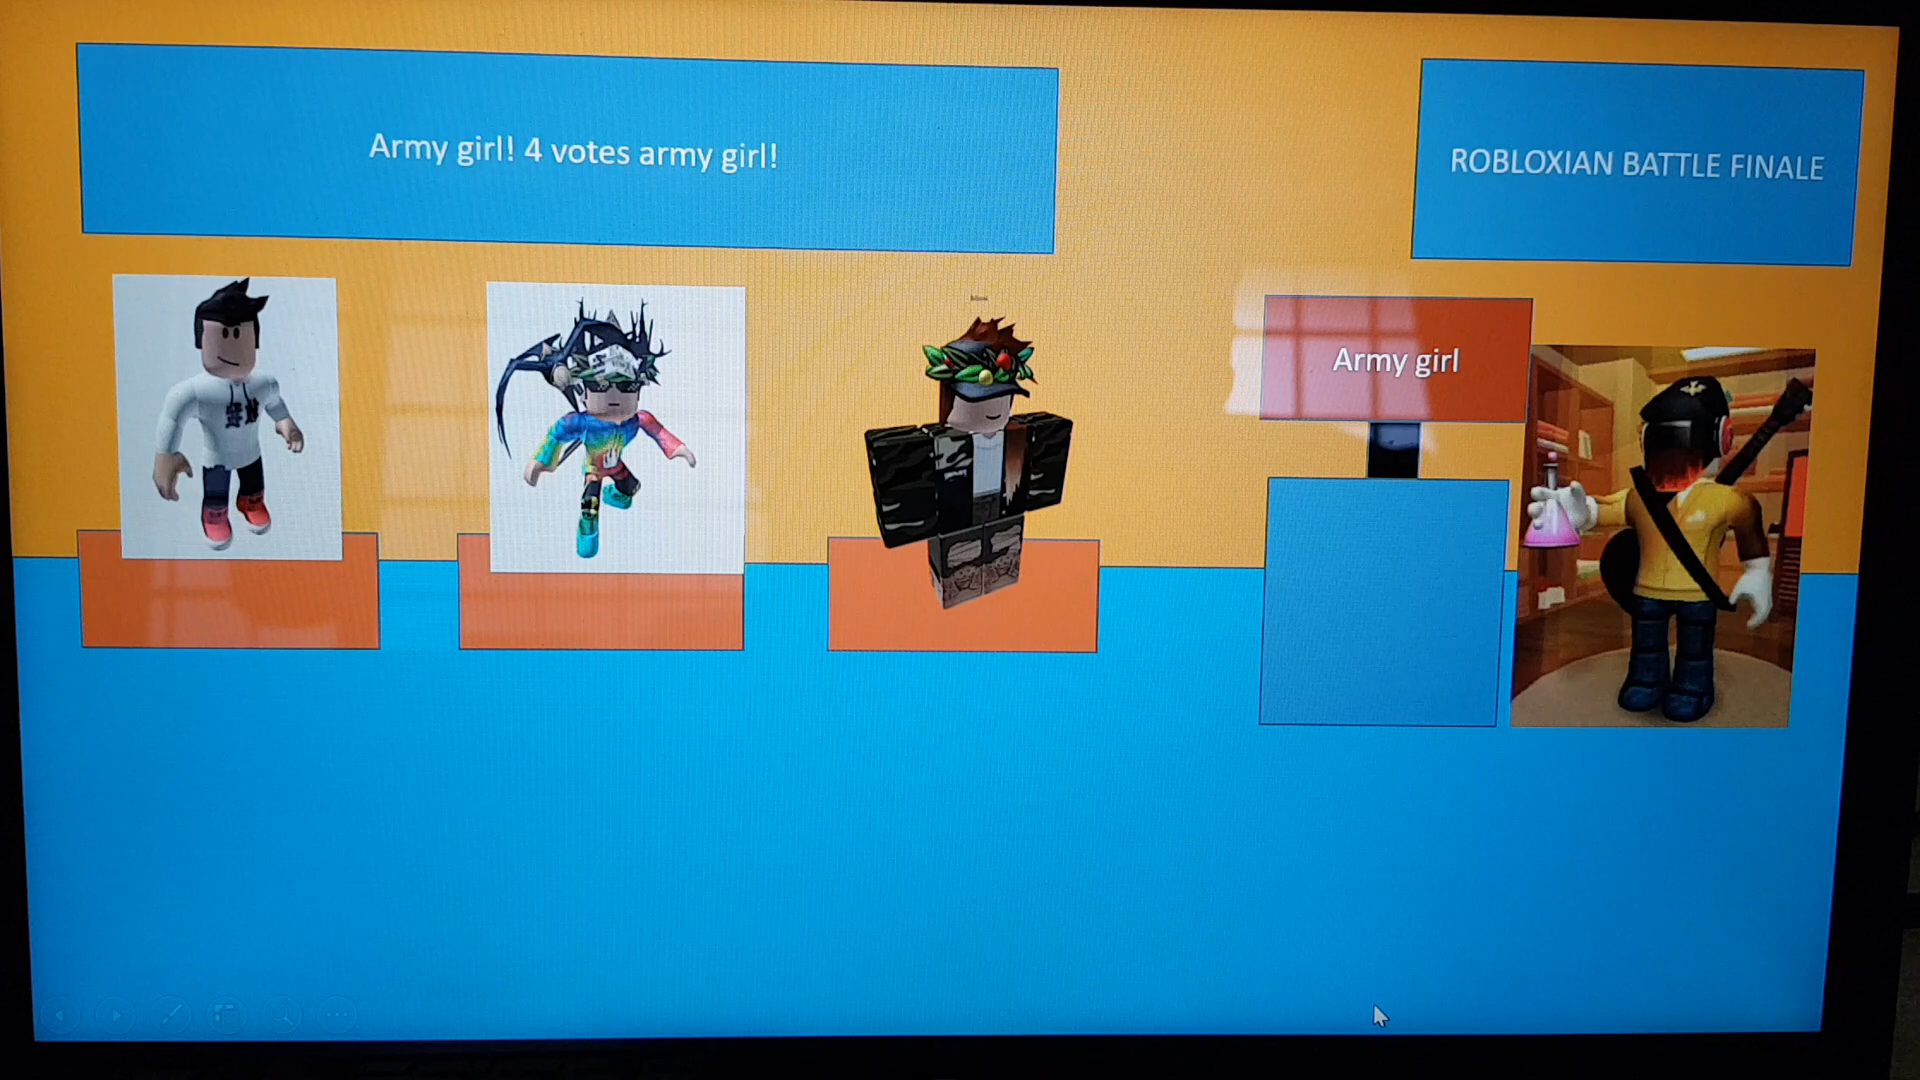 Army girl! 4 votes army girl!
ROBLOXIAN BATTLE FINALE
Army girl